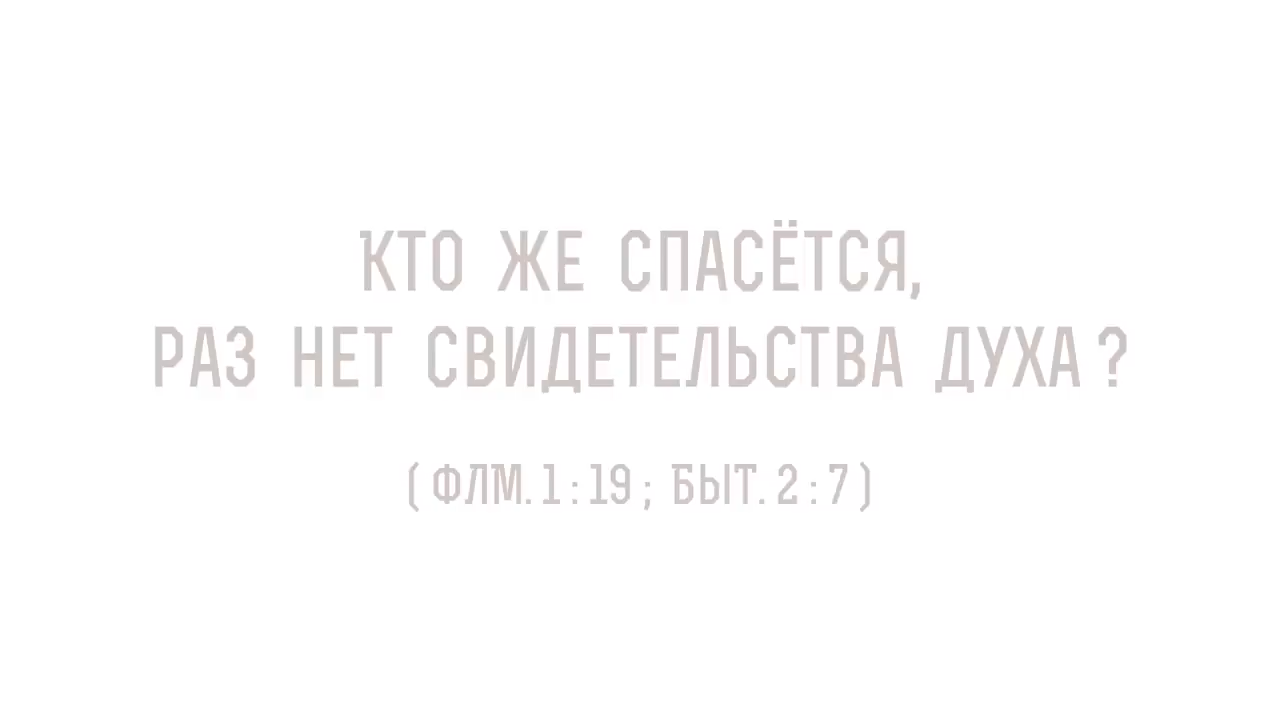 КТО ЖЕ СПАСЁТСЯ,
РАЗ НЕТ СВИДЕТЕЛЬСТВА ДУХА?
(ФЛМ. 1:19; БЫТ. 2:7)